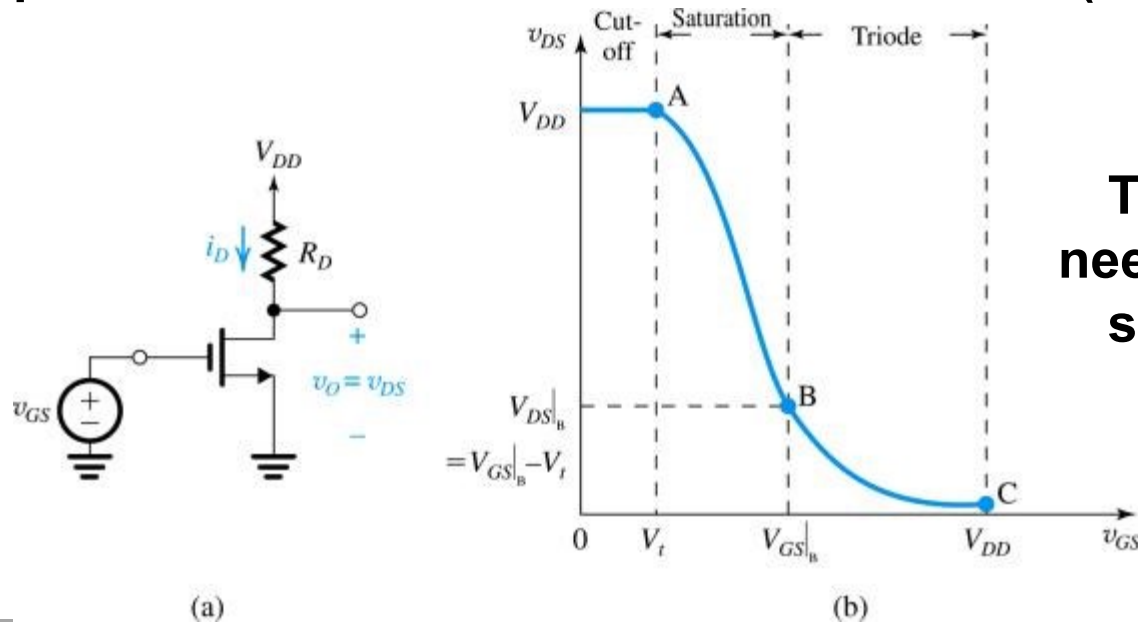 V_DD
i_D
R_D
+
v_O = v_DS
−
v_GS
+
−
(a)
v_DS
Cut-
off
Saturation
Triode
V_DD
A
V_DS|_B
= V_GS|_B − V_t
B
C
0
V_t
V_GS|_B
V_DD
v_GS
(b)
T
nee
s